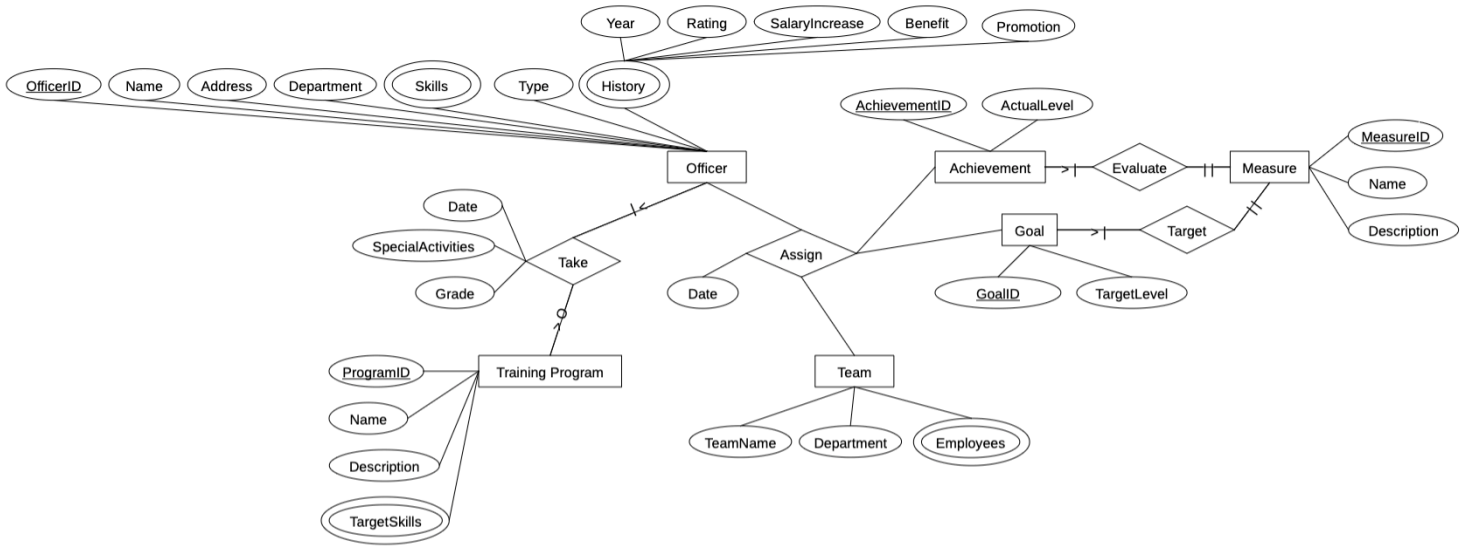 Year
Rating
SalaryIncrease
Benefit
Promotion
OfficerID
Name
Address
Department
Skills
Type
History
AchievementID
ActualLevel
MeasureID
Officer
Achievement
Evaluate
Measure
Name
Date
SpecialActivities
Grade
Take
Assign
Date
Goal
Target
Description
GoalID
TargetLevel
ProgramID
Training Program
Team
Name
Description
TargetSkills
TeamName
Department
Employees